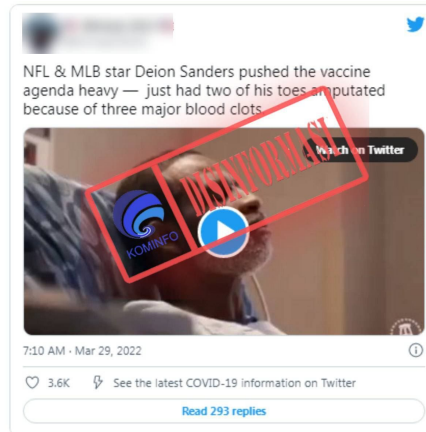 NFL & MLB star Deion Sanders pushed the vaccine
agenda heavy — just had two of his toes amputated
because of three major blood clots
Watch on Twitter
DISINFORMASI
KOMINFO
7:10 AM · Mar 29, 2022
3.6K See the latest COVID-19 information on Twitter
Read 293 replies